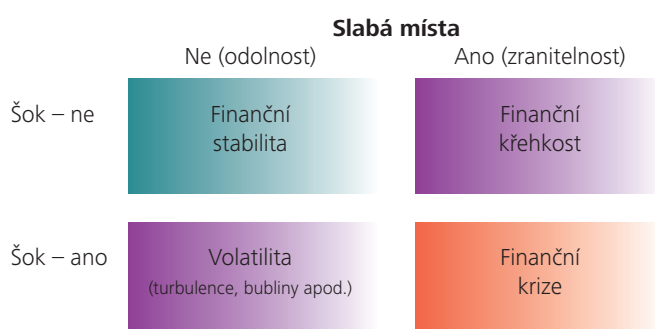 Slabá místa
Ne (odolnost) Ano (zranitelnost)
Šok – ne
Finanční
stabilita
Finanční
křehkost
Šok – ano
Volatilita
(turbulence, bubliny apod.)
Finanční
krize